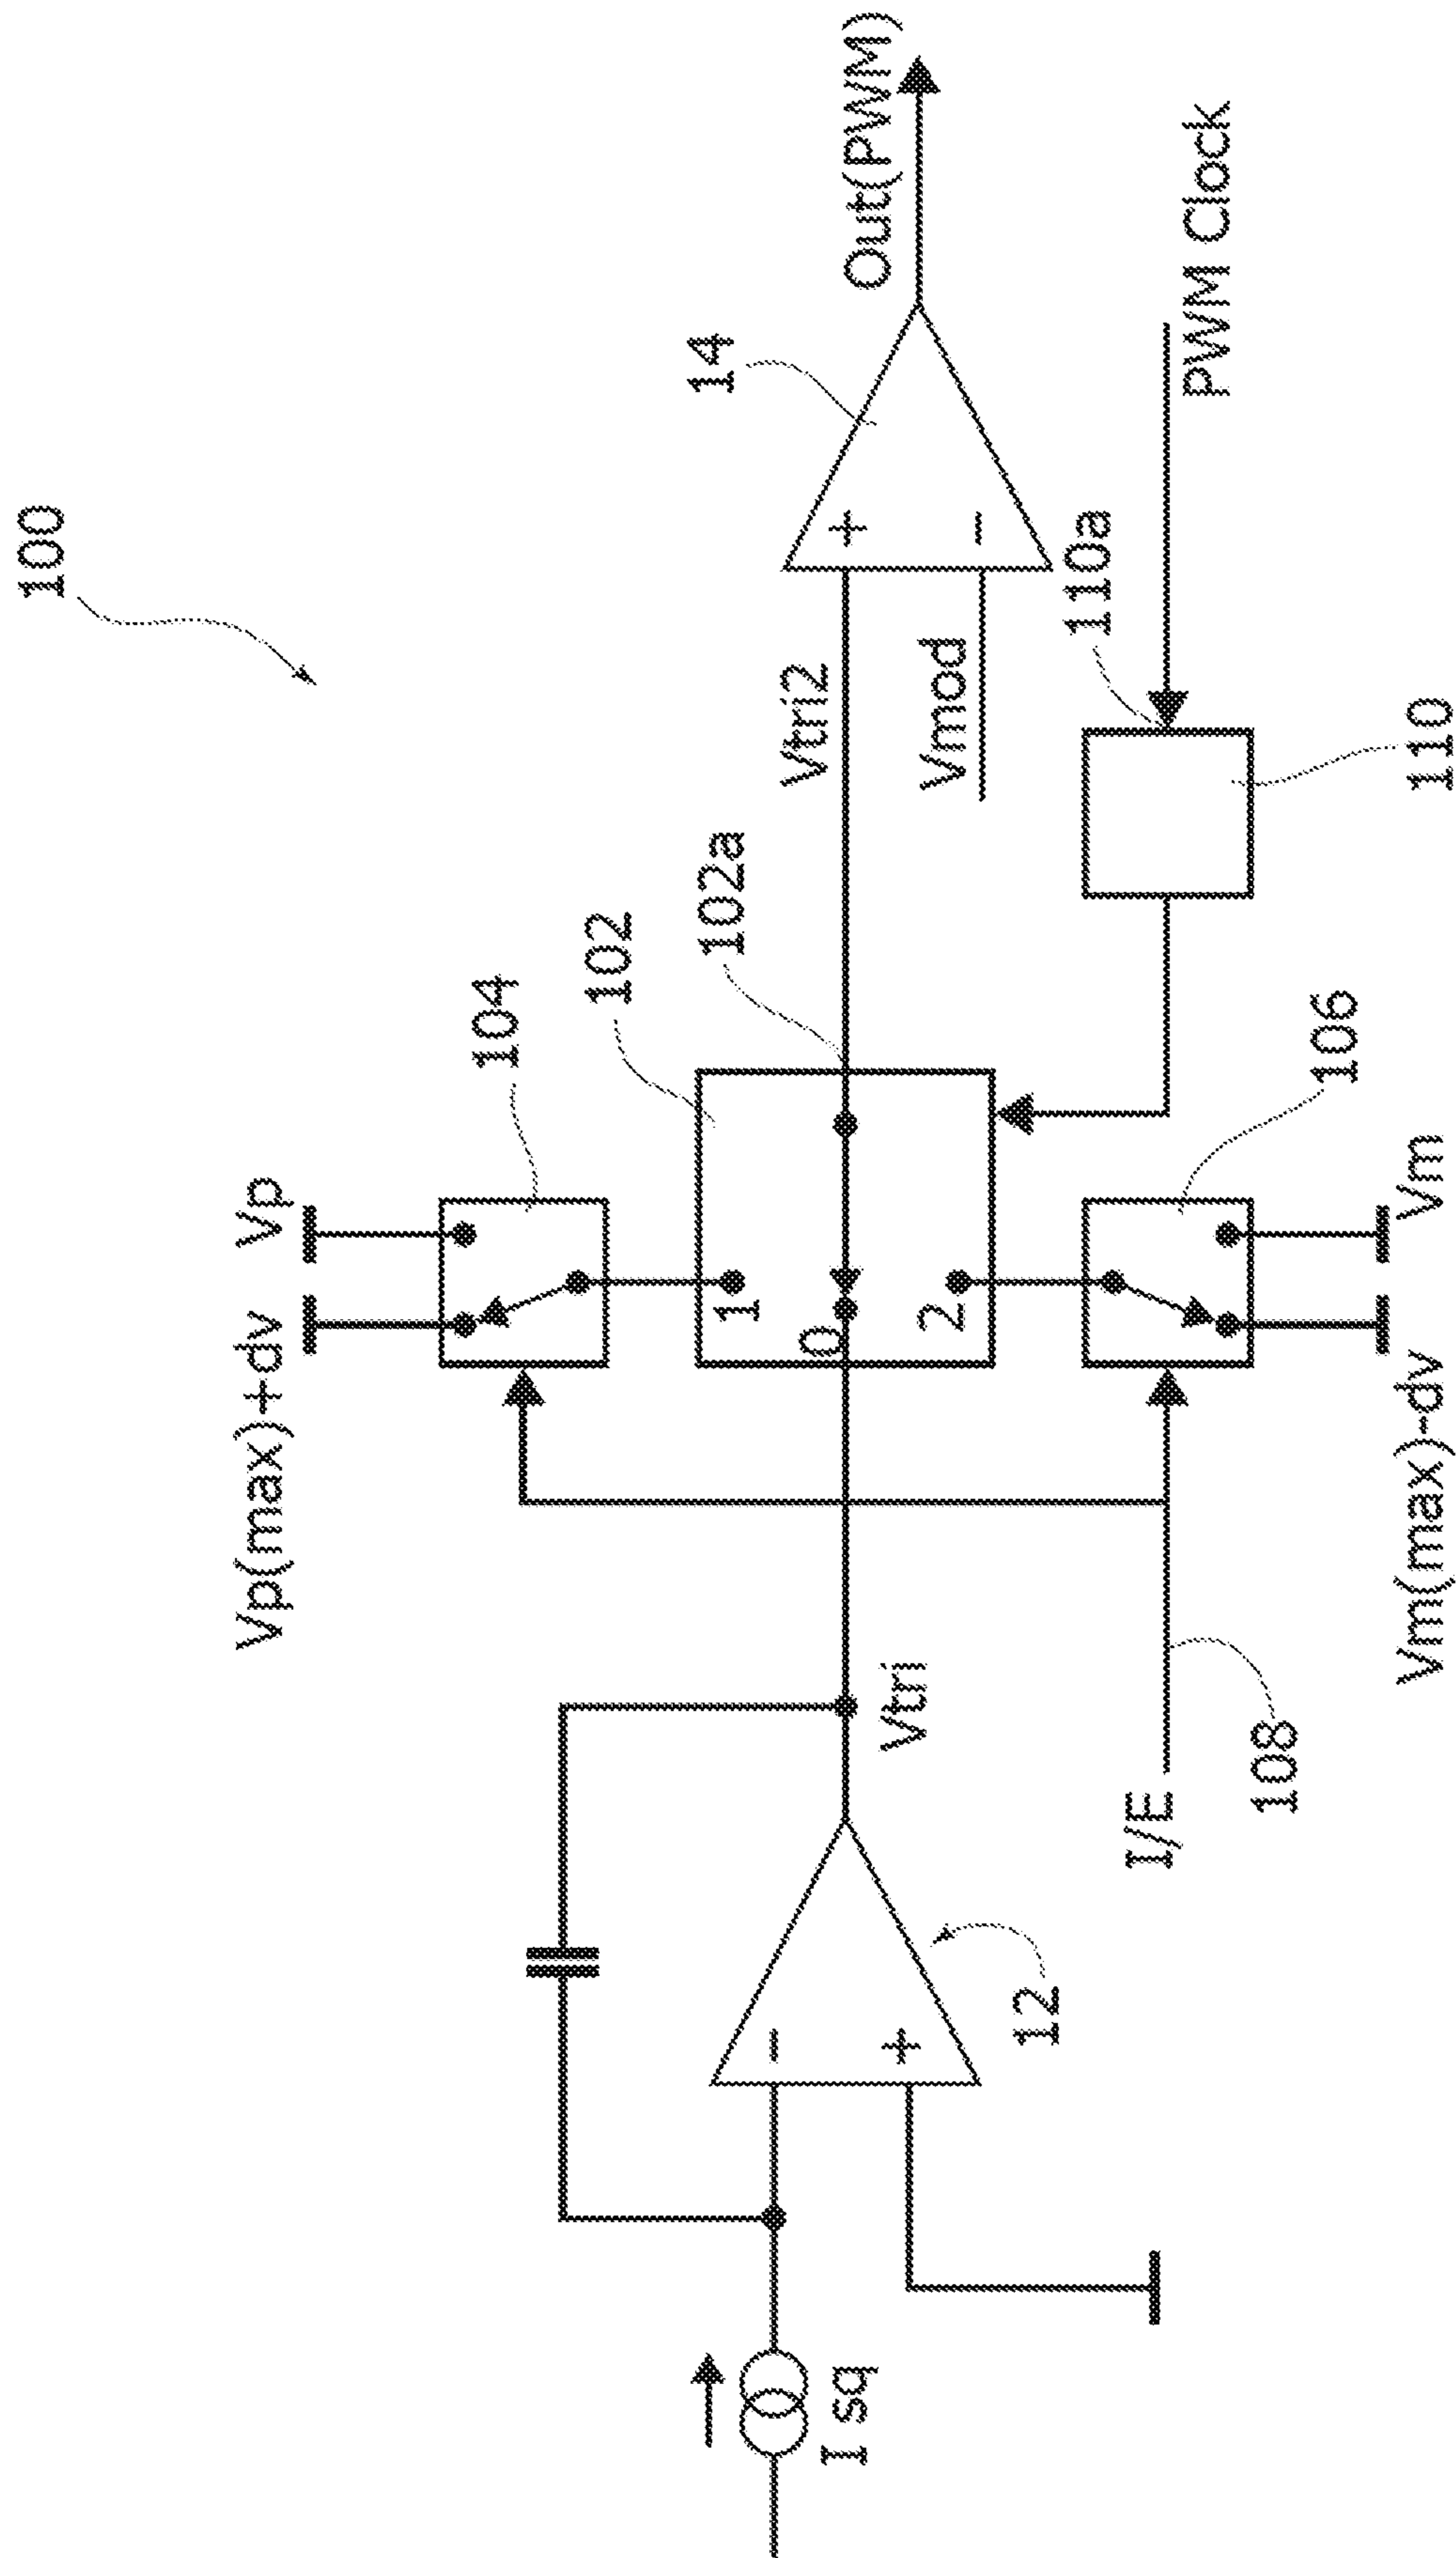 100
Vp(max)+dv
Vp
104
102
102a
14
Out(PWM)
1
0
2
Vtri2
+
−
Vmod
I sq
−
+
12
Vtri
I/E
108
106
110a
110
PWM Clock
Vm(max)-dv
Vm